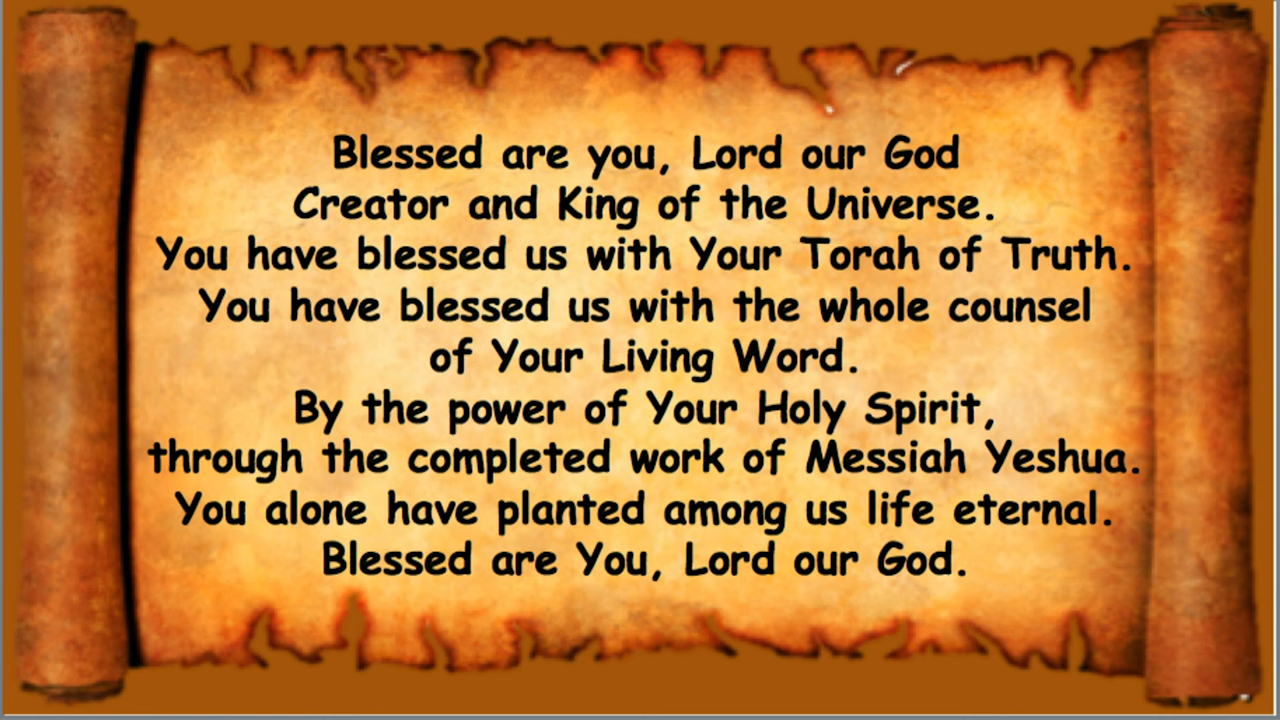 Blessed are you, Lord our God
Creator and King of the Universe.
You have blessed us with Your Torah of Truth.
You have blessed us with the whole counsel
of Your Living Word.
By the power of Your Holy Spirit,
through the completed work of Messiah Yeshua.
You alone have planted among us life eternal.
Blessed are You, Lord our God.